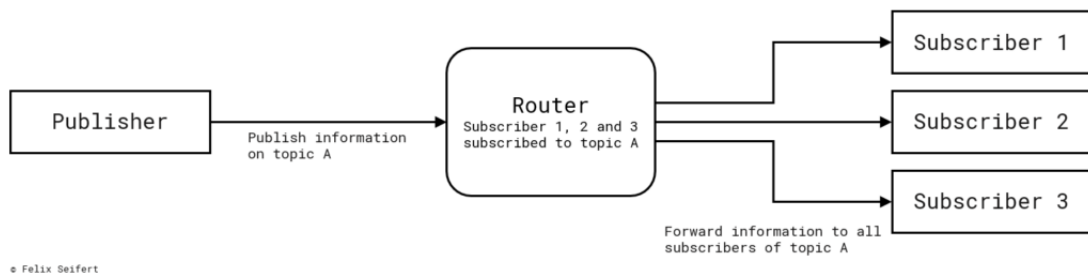 Publisher
Publish information
on topic A
Router
Subscriber 1, 2 and 3
subscribed to topic A
Subscriber 1
Subscriber 2
Subscriber 3
Forward information to all
subscribers of topic A
© Felix Seifert